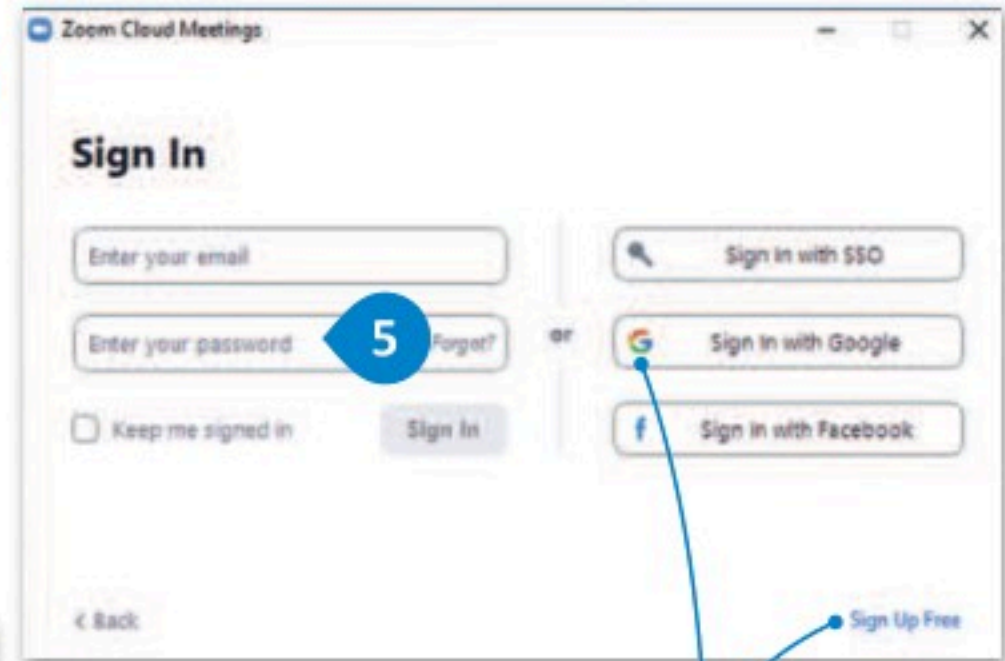 Zoom Cloud Meetings
Sign In
Enter your email
Enter your password
5
Forgot?
Keep me signed in
Sign In
or
Sign In with SSO
G
Sign In with Google
f
Sign In with Facebook
< Back
Sign Up Free